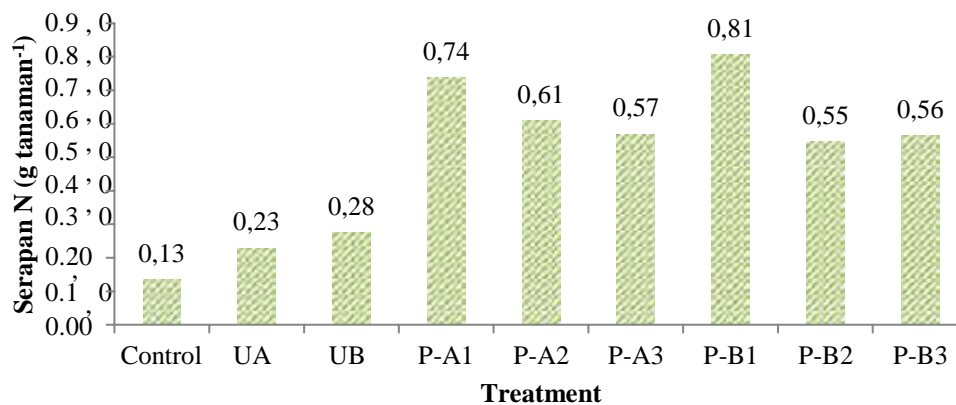 Serapan N (g tanaman⁻¹)
0.9 , 0
0.8 , 0
0.7 , 0
0.6 , 0
0.5 , 0
0.4 , 0
0.3 , 0
0.20
0.1 , 0
0.00,
0,13
0,23
0,28
0,74
0,61
0,57
0,81
0,55
0,56
Control UA UB P-A1 P-A2 P-A3 P-B1 P-B2 P-B3
Treatment